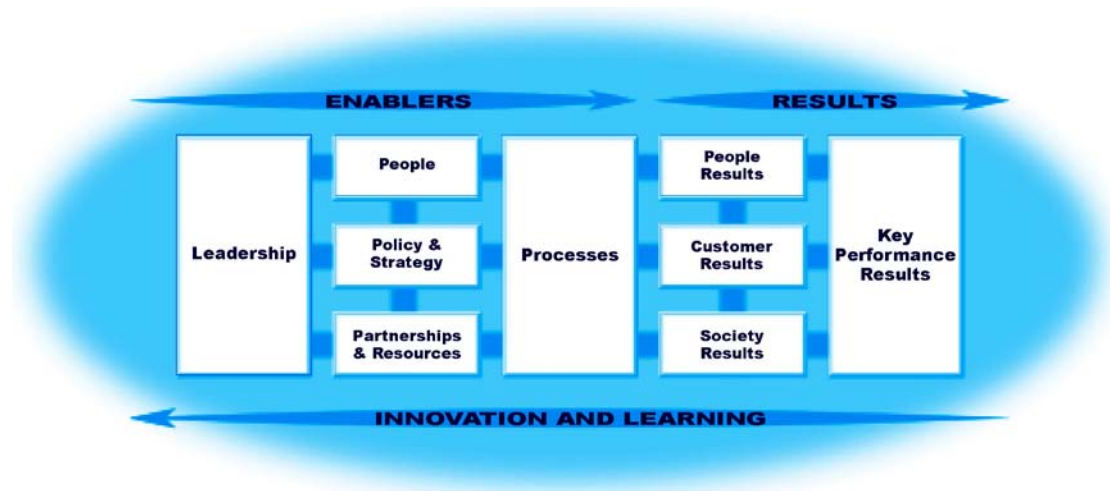 ENABLERS
RESULTS
Leadership
People
Policy &
Strategy
Partnerships
& Resources
Processes
People
Results
Customer
Results
Society
Results
Key
Performance
Results
INNOVATION AND LEARNING